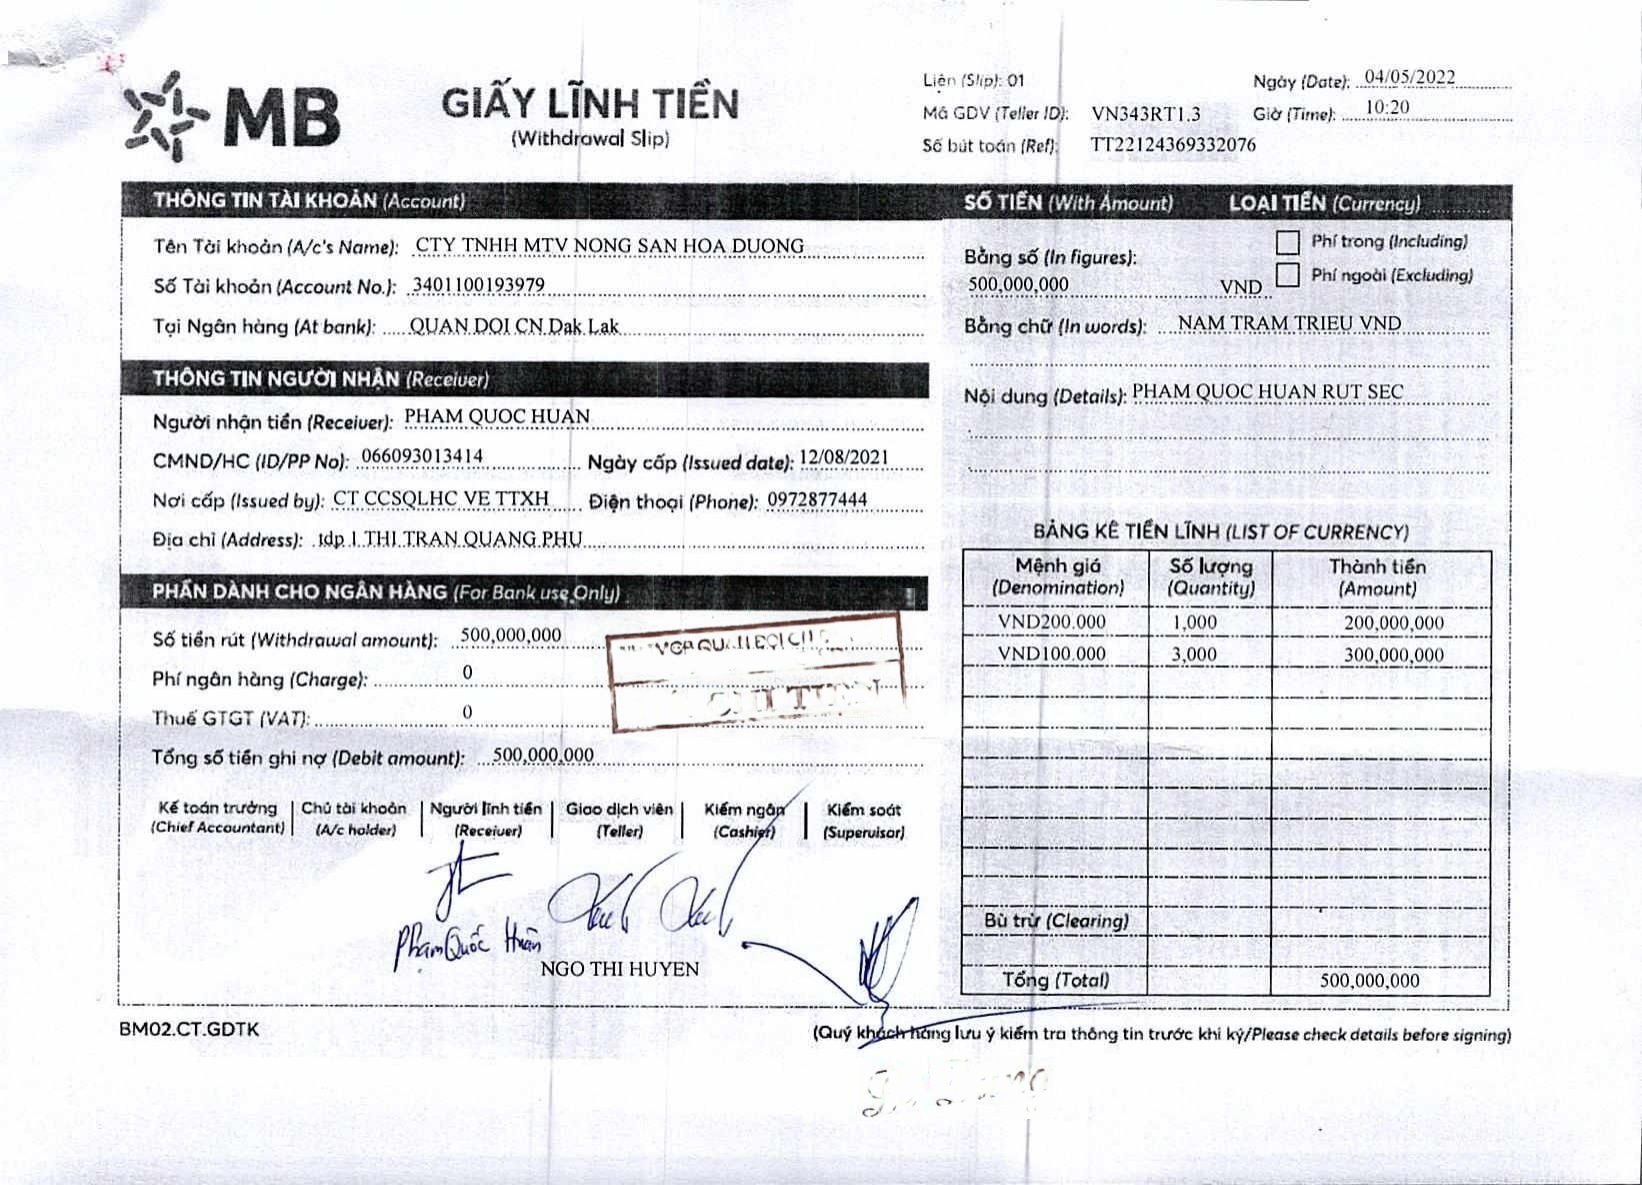 MB
GIẤY LĨNH TIỀN
(Withdrawal Slip)
Liên (Slip): 01
Mã GDV (Teller ID): VN343RT1.3
Số bút toán (Ref): TT22124369332076
Ngày (Date): 04/05/2022
Giờ (Time): 10:20
THÔNG TIN TÀI KHOẢN (Account)
Tên Tài khoản (A/c's Name): CTY TNHH MTV NONG SAN HOA DUONG
Số Tài khoản (Account No.): 3401100193979
Tại Ngân hàng (At bank): QUAN DOI CN Dak Lak
THÔNG TIN NGƯỜI NHẬN (Receiver)
Người nhận tiền (Receiver): PHAM QUOC HUAN
CMND/HC (ID/PP No): 066093013414 Ngày cấp (Issued date): 12/08/2021
Nơi cấp (Issued by): CT CCSQLHC VE TTXH Điện thoại (Phone): 0972877444
Địa chỉ (Address): tdp 1 THI TRAN QUANG PHU
PHẦN DÀNH CHO NGÂN HÀNG (For Bank use Only)
Số tiền rút (Withdrawal amount): 500,000,000
Phí ngân hàng (Charge): 0
Thuế GTGT (VAT): 0
Tổng số tiền ghi nợ (Debit amount): 500,000,000
Kế toán trưởng | Chủ tài khoản | Người lĩnh tiền | Giao dịch viên | Kiểm ngân | Kiểm soát
(Chief Accountant) | (A/c holder) | (Receiver) | (Teller) | (Cashier) | (Supervisor)
Phạm Quốc Huân
NGO THI HUYEN
SỐ TIỀN (With Amount) LOẠI TIỀN (Currency)
Bằng số (In figures):
500,000,000 VND
Phí trong (Including)
Phí ngoài (Excluding)
Bằng chữ (In words): NAM TRAM TRIEU VND
Nội dung (Details): PHAM QUOC HUAN RUT SEC
BẢNG KÊ TIỀN LĨNH (LIST OF CURRENCY)
Mệnh giá Số lượng Thành tiền
(Denomination) (Quantity) (Amount)
VND200.000 1,000 200,000,000
VND100.000 3,000 300,000,000
Bù trừ (Clearing)
Tổng (Total) 500,000,000
BM02.CT.GDTK
(Quý khách hàng lưu ý kiểm tra thông tin trước khi ký/Please check details before signing)